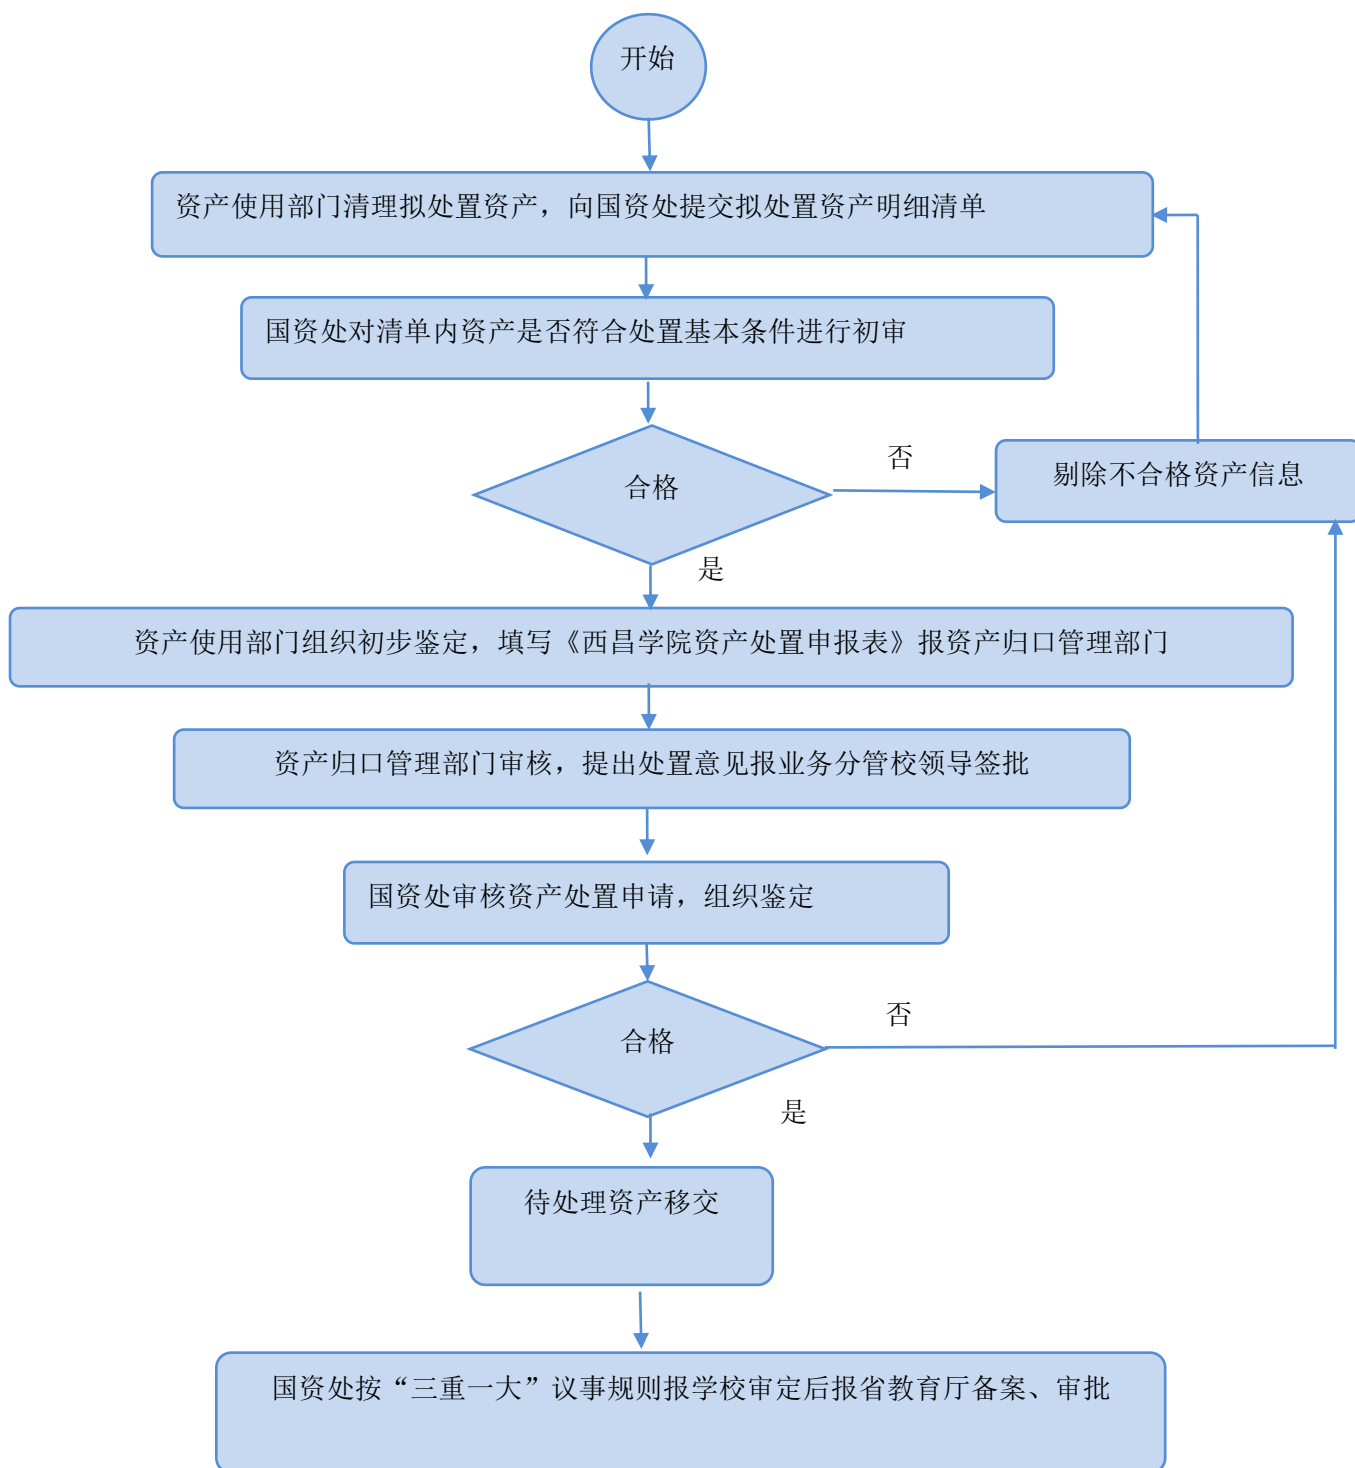 开始
资产使用部门清理拟处置资产，向国资处提交拟处置资产明细清单
国资处对清单内资产是否符合处置基本条件进行初审
合格
否
剔除不合格资产信息
是
资产使用部门组织初步鉴定，填写《西昌学院资产处置申报表》报资产归口管理部门
资产归口管理部门审核，提出处置意见报业务分管校领导签批
国资处审核资产处置申请，组织鉴定
合格
否
是
待处理资产移交
国资处按“三重一大”议事规则报学校审定后报省教育厅备案、审批